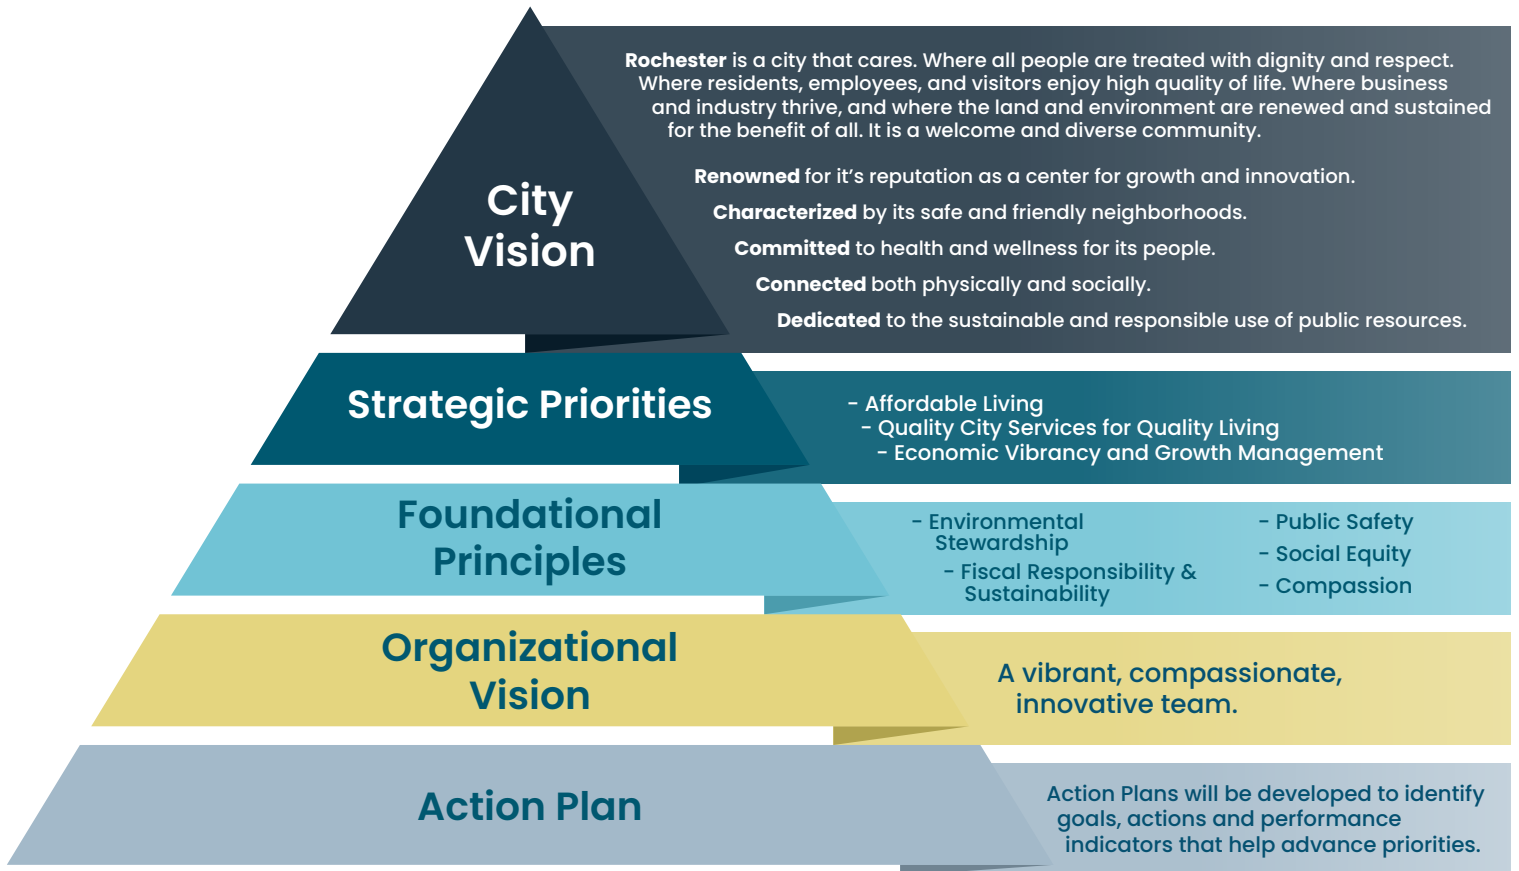 City
Vision
Rochester is a city that cares. Where all people are treated with dignity and respect.
Where residents, employees, and visitors enjoy high quality of life. Where business
and industry thrive, and where the land and environment are renewed and sustained
for the benefit of all. It is a welcome and diverse community.
Renowned for it’s reputation as a center for growth and innovation.
Characterized by its safe and friendly neighborhoods.
Committed to health and wellness for its people.
Connected both physically and socially.
Dedicated to the sustainable and responsible use of public resources.
Strategic Priorities
- Affordable Living
- Quality City Services for Quality Living
- Economic Vibrancy and Growth Management
Foundational
Principles
- Environmental
Stewardship
- Fiscal Responsibility &
Sustainability
- Public Safety
- Social Equity
- Compassion
Organizational
Vision
A vibrant, compassionate,
innovative team.
Action Plan
Action Plans will be developed to identify
goals, actions and performance
indicators that help advance priorities.